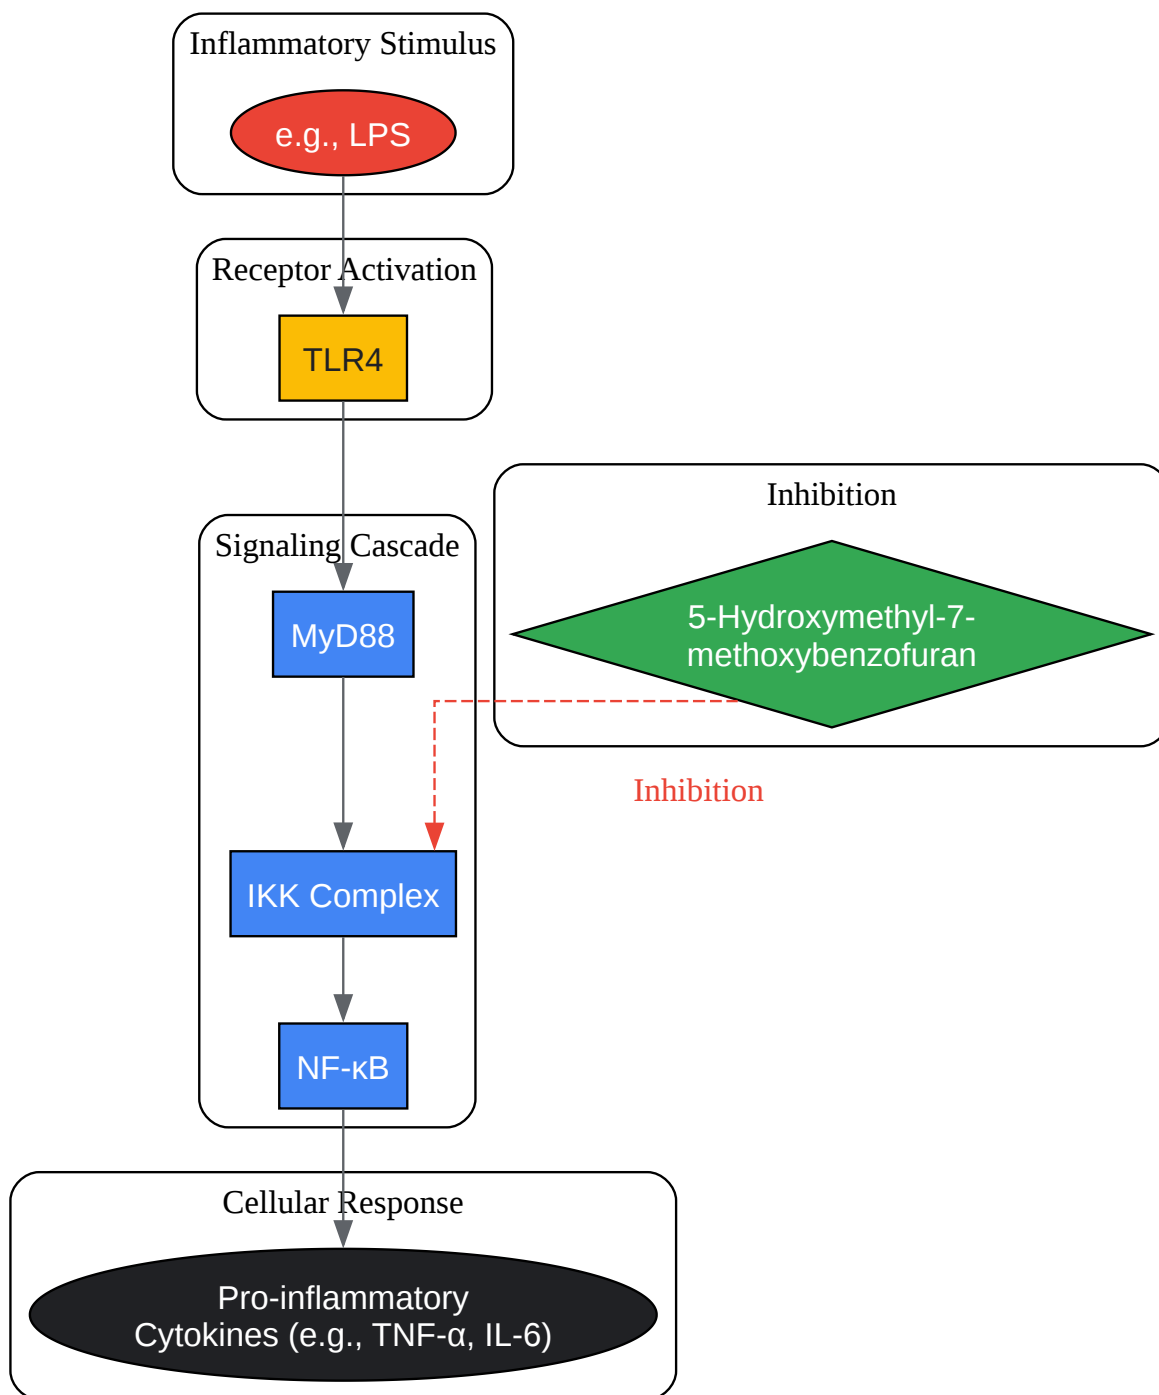 Inflammatory Stimulus
e.g., LPS
Receptor Activation
TLR4
Inhibition
5-Hydroxymethyl-7-
methoxybenzofuran
Signaling Cascade
MyD88
Inhibition
IKK Complex
NF-κB
Cellular Response
Pro-inflammatory
Cytokines (e.g., TNF-α, IL-6)